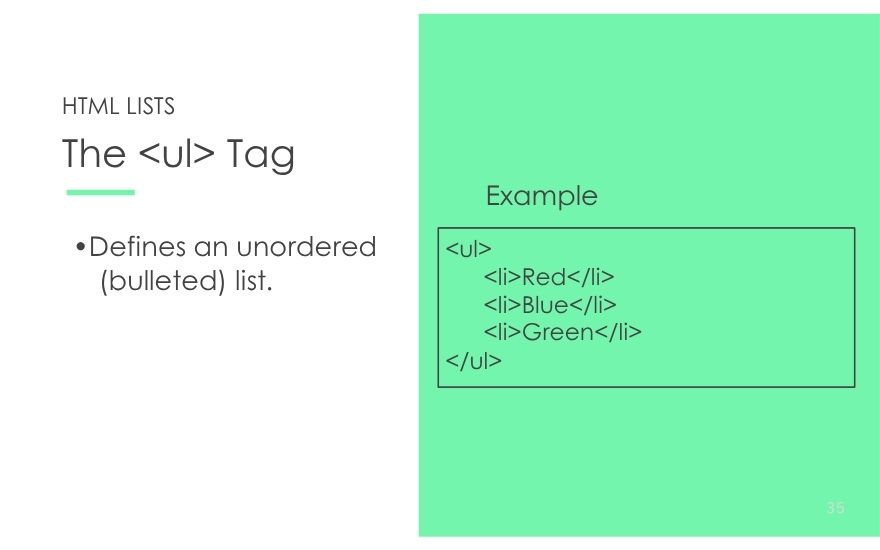 HTML LISTS
The <ul> Tag
•Defines an unordered
(bulleted) list.
Example
<ul>
<li>Red</li>
<li>Blue</li>
<li>Green</li>
</ul>
35